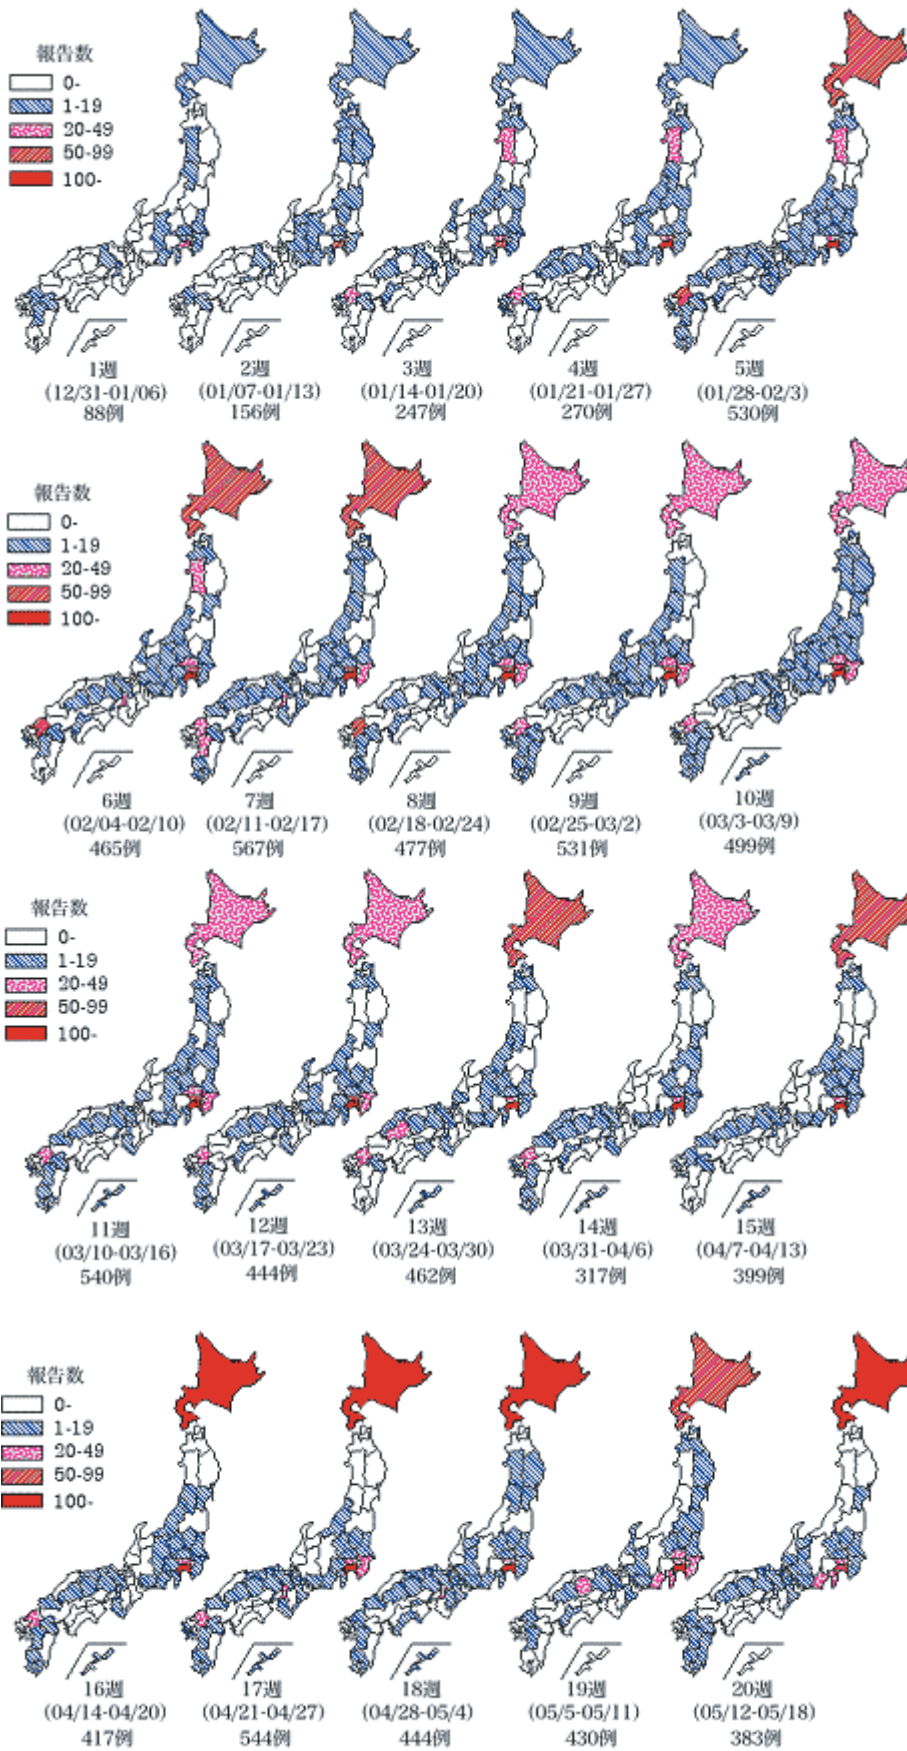 報告数
0-
1-19
20-49
50-99
100-
1週
(12/31-01/06)
88例
2週
(01/07-01/13)
156例
3週
(01/14-01/20)
247例
4週
(01/21-01/27)
270例
5週
(01/28-02/3)
530例
報告数
0-
1-19
20-49
50-99
100-
6週
(02/04-02/10)
465例
7週
(02/11-02/17)
567例
8週
(02/18-02/24)
477例
9週
(02/25-03/2)
531例
10週
(03/3-03/9)
499例
報告数
0-
1-19
20-49
50-99
100-
11週
(03/10-03/16)
540例
12週
(03/17-03/23)
444例
13週
(03/24-03/30)
462例
14週
(03/31-04/6)
317例
15週
(04/7-04/13)
399例
報告数
0-
1-19
20-49
50-99
100-
16週
(04/14-04/20)
417例
17週
(04/21-04/27)
544例
18週
(04/28-05/4)
444例
19週
(05/5-05/11)
430例
20週
(05/12-05/18)
383例